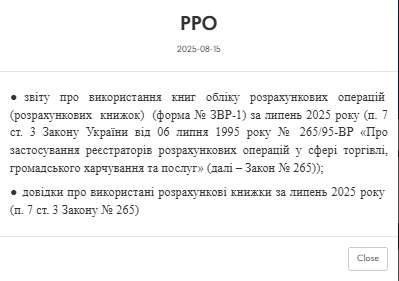 РРО
2025-08-15
● звіту про використання книг обліку розрахункових операцій
(розрахункових книжок) (форма № ЗВР-1) за липень 2025 року (п. 7
ст. 3 Закону України від 06 липня 1995 року № 265/95-ВР «Про
застосування реєстраторів розрахункових операцій у сфері торгівлі,
громадського харчування та послуг» (далі – Закон № 265));
● довідки про використані розрахункові книжки за липень 2025 року
(п. 7 ст. 3 Закону № 265)
Close